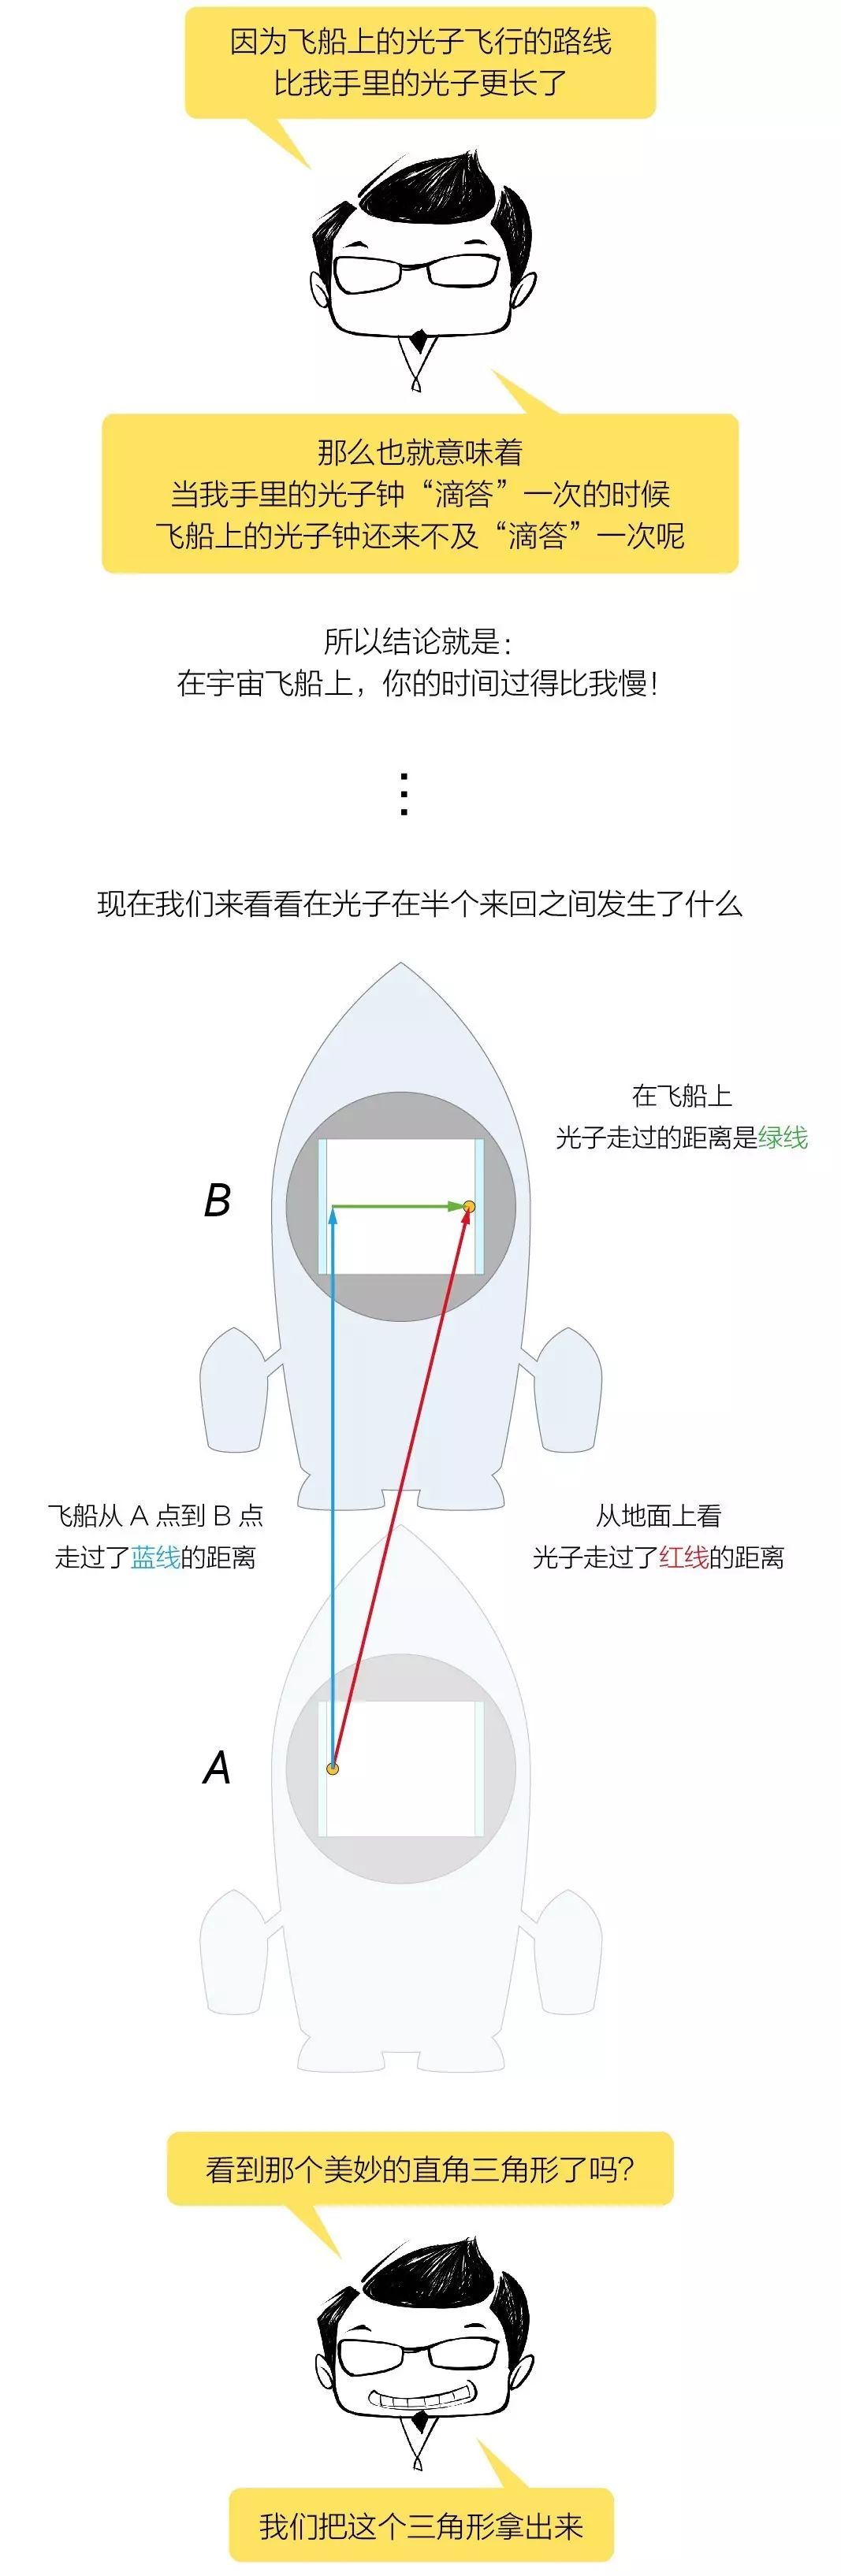 因为飞船上的光子飞行的路线
比我手里的光子更长了
那么也就意味着
当我手里的光子钟“滴答”一次的时候
飞船上的光子钟还来不及“滴答”一次呢
所以结论就是：
在宇宙飞船上，你的时间过得比我慢！
⋮
现在我们来看看在光子在半个来回之间发生了什么
在飞船上
光子走过的距离是绿线
B
飞船从 A 点到 B 点
走过了蓝线的距离
从地面上看
光子走过了红线的距离
A
看到那个美妙的直角三角形了吗？
我们把这个三角形拿出来